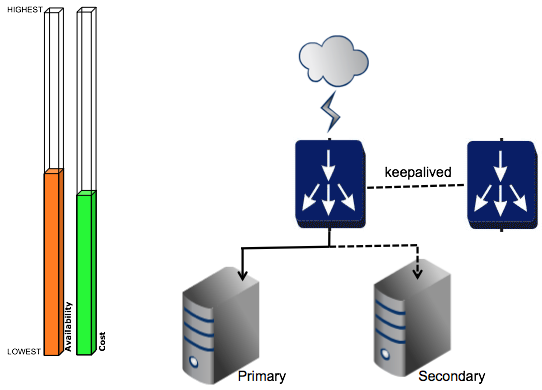 HIGHEST
keepalived
Availability
Cost
LOWEST
Primary
Secondary